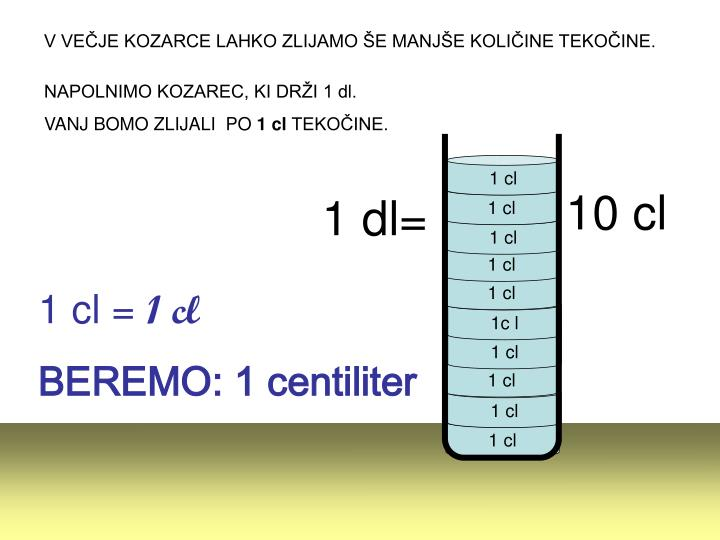 V VEČJE KOZARCE LAHKO ZLIJAMO ŠE MANJŠE KOLIČINE TEKOČINE.
NAPOLNIMO KOZAREC, KI DRŽI 1 dl.
VANJ BOMO ZLIJALI PO 1 cl TEKOČINE.
1 dl=
10 cl
1 cl
1 cl
1 cl
1 cl
1 cl
1c l
1 cl
1 cl
1 cl
1 cl
1 cl = 1 cl
BEREMO: 1 centiliter